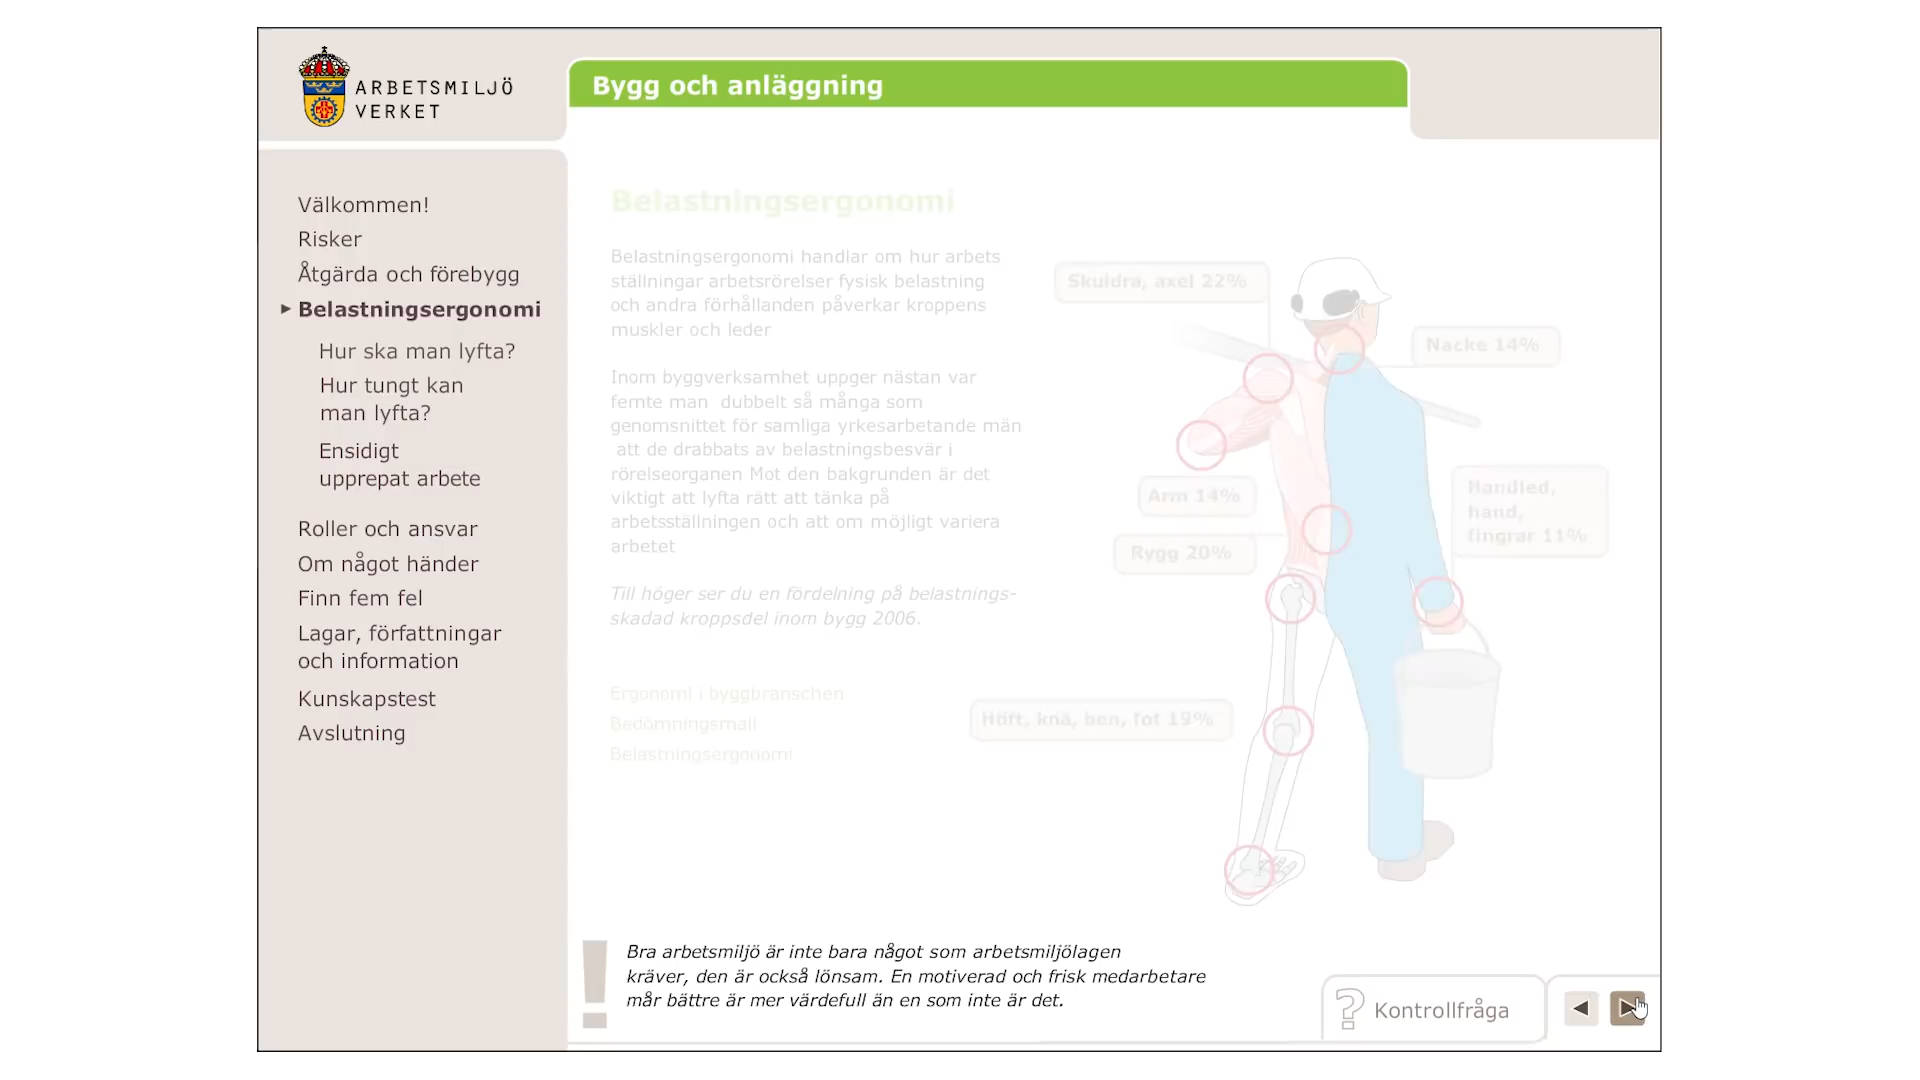 ARBETSMILJÖ
VERKET
Bygg och anläggning
Välkommen!
Risker
Åtgärda och förebygg
Belastningsergonomi
Hur ska man lyfta?
Hur tungt kan
man lyfta?
Ensidigt
upprepat arbete
Roller och ansvar
Om något händer
Finn fem fel
Lagar, författningar
och information
Kunskapstest
Avslutning
Belastningsergonomi
Belastningsergonomi handlar om hur arbets
ställningar arbetsrörelser fysisk belastning
och andra förhållanden påverkar kroppens
muskler och leder
Inom byggverksamhet uppger nästan var
femte man dubbelt så många som
genomsnittet för samliga yrkesarbetande män
att de drabbats av belastningsbesvär i
rörelseorganen Mot den bakgrunden är det
viktigt att lyfta rätt att tänka på
arbetsställningen och att om möjligt variera
arbetet
Till höger ser du en fördelning på belastnings-
skadad kroppsdel inom bygg 2006.
Ergonomi i byggbranschen
Bedömningsmall
Belastningsergonomi
Skuldra, axel 22%
Nacke 14%
Arm 14%
Handled,
hand,
fingrar 11%
Rygg 20%
Höft, knä, ben, fot 19%
! Bra arbetsmiljö är inte bara något som arbetsmiljölagen
kräver, den är också lönsam. En motiverad och frisk medarbetare
mår bättre är mer värdefull än en som inte är det.
? Kontrollfråga